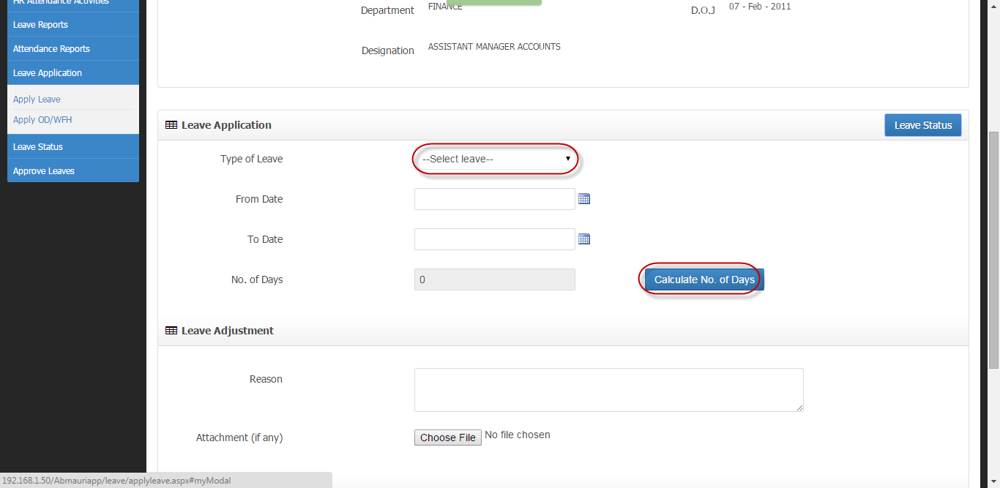 HR Attendance Activities
Leave Reports
Attendance Reports
Leave Application
Apply Leave
Apply OD/WFH
Leave Status
Approve Leaves
Department FINANCE D.O.J 07 - Feb - 2011
Designation ASSISTANT MANAGER ACCOUNTS
Leave Application Leave Status
Type of Leave --Select leave--
From Date
To Date
No. of Days 0 Calculate No. of Days
Leave Adjustment
Reason
Attachment (if any) Choose File No file chosen
192.168.1.50/Abmauriapp/leave/applyleave.aspx#myModal